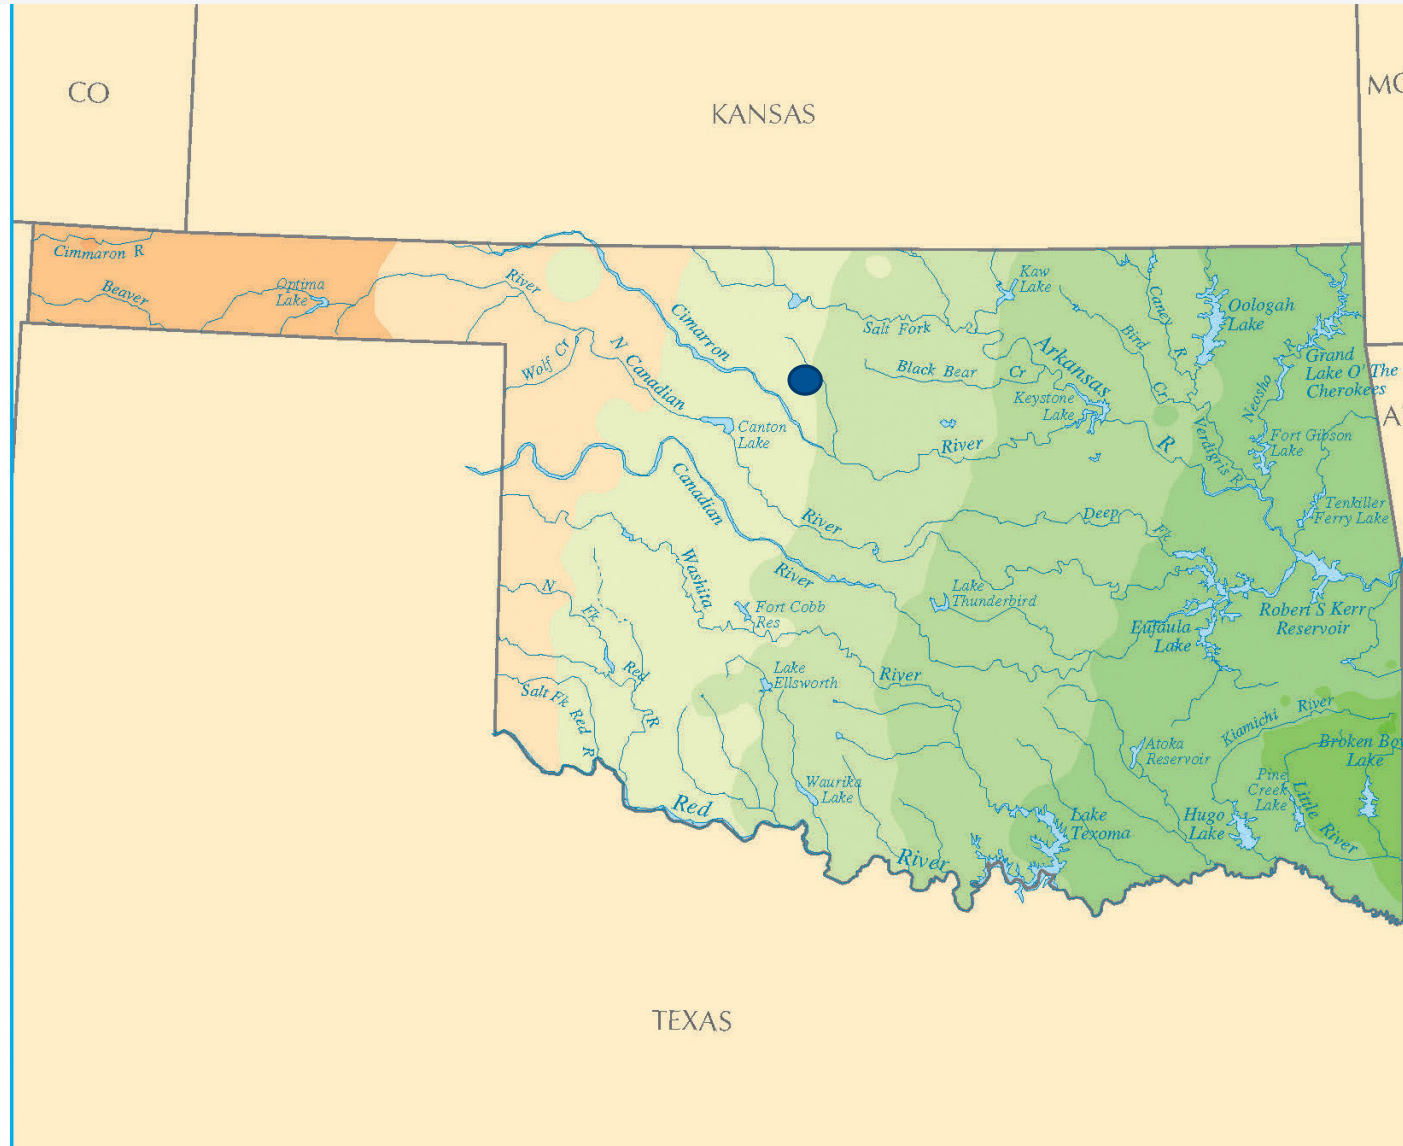 CO
KANSAS
MO
Cimmaron R
Beaver
Optima
Lake
River
Wolf Cr
N Canadian
Cimarron
Canton
Lake
Salt Fork
Black Bear
Cr
Kaw
Lake
Arkansas
Keystone
Lake
River
Bird
Cr
Caney
R
Oologah
Lake
R
Verdigris R
Neosho
R
Grand
Lake O' The
Cherokees
A
Fort Gibson
Lake
Tenkiller
Ferry Lake
Canadian
River
Deep
Fk
River
Washita
Fort Cobb
Res
Lake
Thunderbird
Eufaula
Lake
Robert S Kerr
Reservoir
N
Fk
Red
R
Salt Fk Red R
Lake
Ellsworth
River
Kiamichi
River
Atoka
Reservoir
Broken Bo
Lake
Pine
Creek
Lake
Little River
Waurika
Lake
Red
River
Lake
Texoma
Hugo
Lake
TEXAS